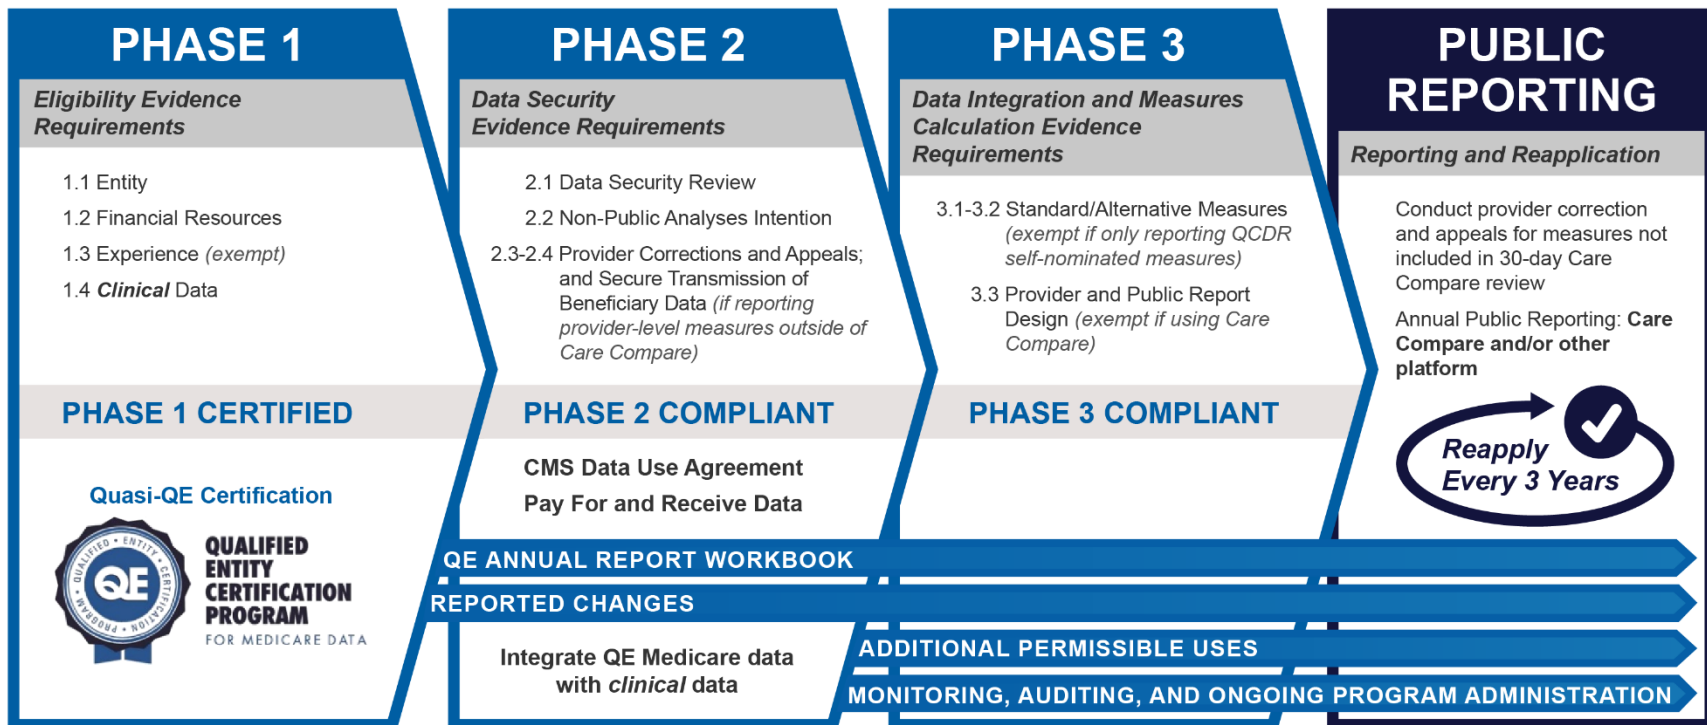 PHASE 1
Eligibility Evidence
Requirements
1.1 Entity
1.2 Financial Resources
1.3 Experience (exempt)
1.4 Clinical Data
PHASE 1 CERTIFIED
Quasi-QE Certification
QUALIFIED • ENTITY • CERTIFICATION • PROGRAM •
QE
QUALIFIED
ENTITY
CERTIFICATION
PROGRAM
FOR MEDICARE DATA
PHASE 2
Data Security
Evidence Requirements
2.1 Data Security Review
2.2 Non-Public Analyses Intention
2.3-2.4 Provider Corrections and Appeals;
and Secure Transmission of
Beneficiary Data (if reporting
provider-level measures outside of
Care Compare)
PHASE 2 COMPLIANT
CMS Data Use Agreement
Pay For and Receive Data
PHASE 3
Data Integration and Measures
Calculation Evidence
Requirements
3.1-3.2 Standard/Alternative Measures
(exempt if only reporting QCDR
self-nominated measures)
3.3 Provider and Public Report
Design (exempt if using Care
Compare)
PHASE 3 COMPLIANT
PUBLIC
REPORTING
Reporting and Reapplication
Conduct provider correction
and appeals for measures not
included in 30-day Care
Compare review
Annual Public Reporting: Care
Compare and/or other
platform
Reapply
Every 3 Years
QE ANNUAL REPORT WORKBOOK
REPORTED CHANGES
Integrate QE Medicare data
with clinical data
ADDITIONAL PERMISSIBLE USES
MONITORING, AUDITING, AND ONGOING PROGRAM ADMINISTRATION